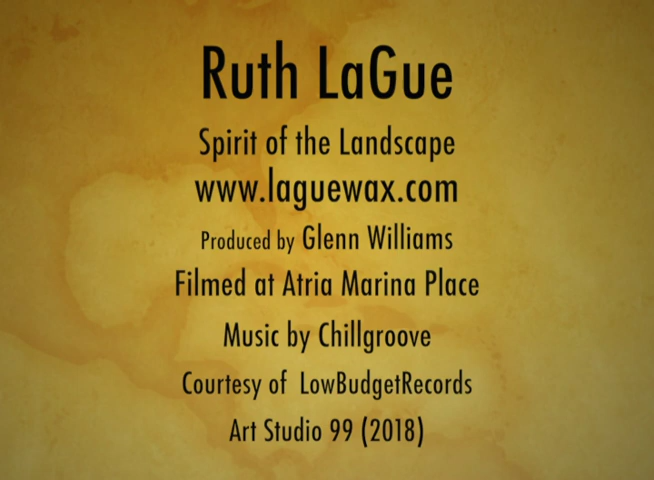 Ruth LaGue
Spirit of the Landscape
www.laguewax.com
Produced by Glenn Williams
Filmed at Atria Marina Place
Music by Chillgroove
Courtesy of LowBudgetRecords
Art Studio 99 (2018)